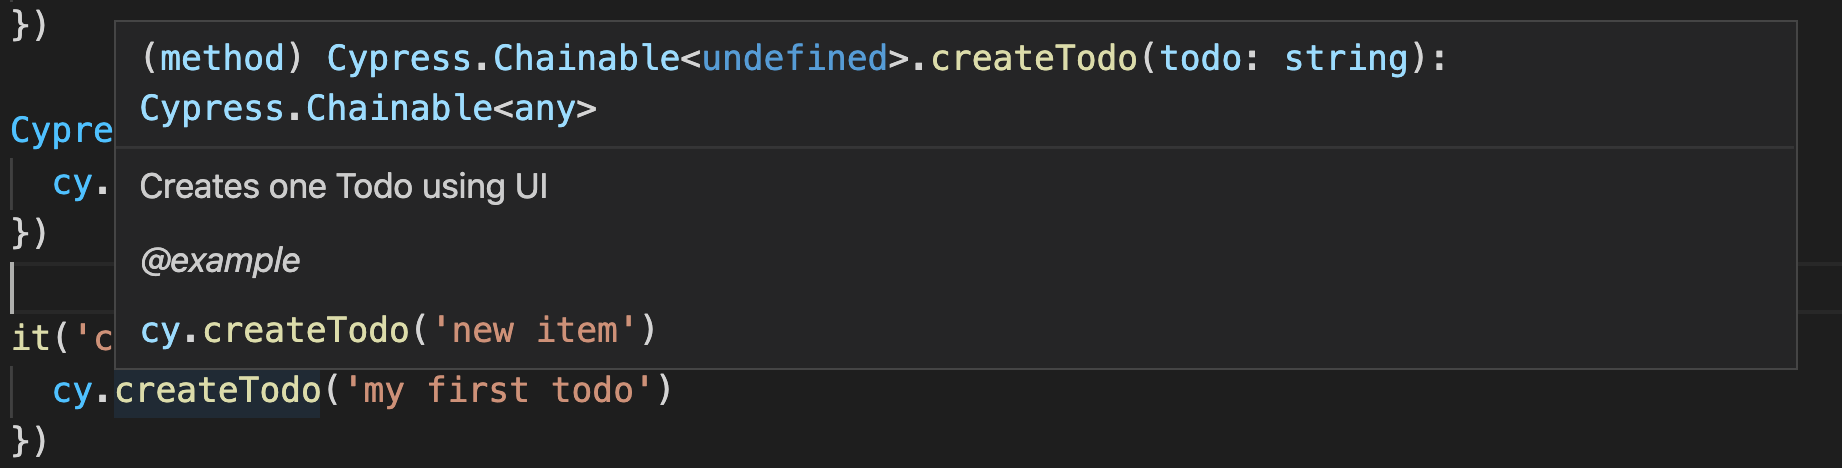 })
(method) Cypress.Chainable<undefined>.createTodo(todo: string):
Cypress.Chainable<any>
Cypre
cy.
Creates one Todo using UI
})
@example
cy.createTodo('new item')
it('c
cy.createTodo('my first todo')
})